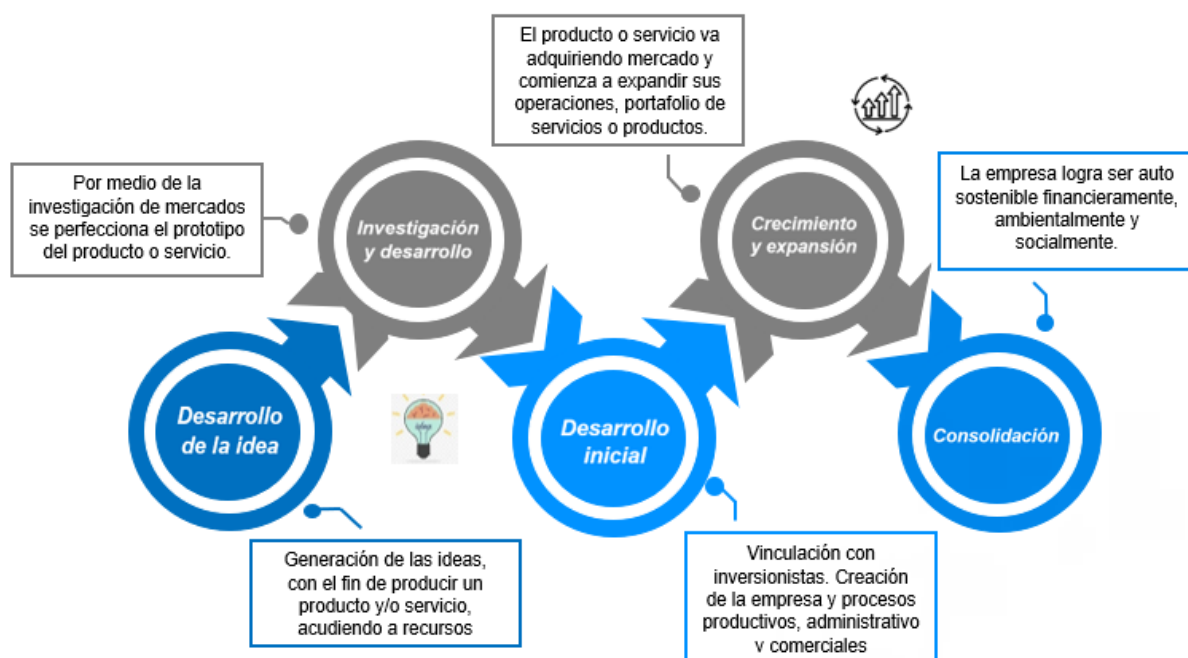 El producto o servicio va
adquiriendo mercado y
comienza a expandir sus
operaciones, portafolio de
servicios o productos.
Por medio de la
investigación de mercados
se perfecciona el prototipo
del producto o servicio.
La empresa logra ser auto
sostenible financieramente,
ambientalmente y
socialmente.
Investigación
y desarrollo
Crecimiento
y expansión
Desarrollo
de la idea
idea
Desarrollo
inicial
Consolidación
Generación de las ideas,
con el fin de producir un
producto y/o servicio,
acudiendo a recursos
Vinculación con
inversionistas. Creación
de la empresa y procesos
productivos, administrativo
y comerciales